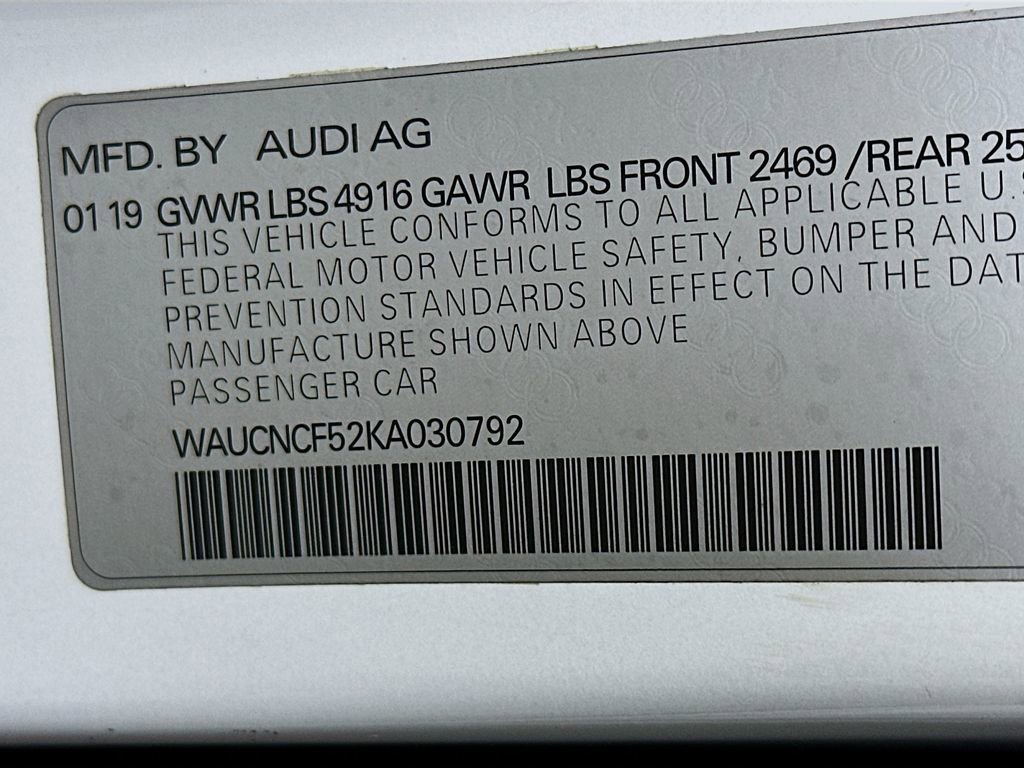 MFD. BY AUDI AG
01 19 GVWR LBS 4916 GAWR LBS FRONT 2469 /REAR 25
THIS VEHICLE CONFORMS TO ALL APPLICABLE U.S
FEDERAL MOTOR VEHICLE SAFETY, BUMPER AND
PREVENTION STANDARDS IN EFFECT ON THE DAT
MANUFACTURE SHOWN ABOVE
PASSENGER CAR
WAUCNCF52KA030792